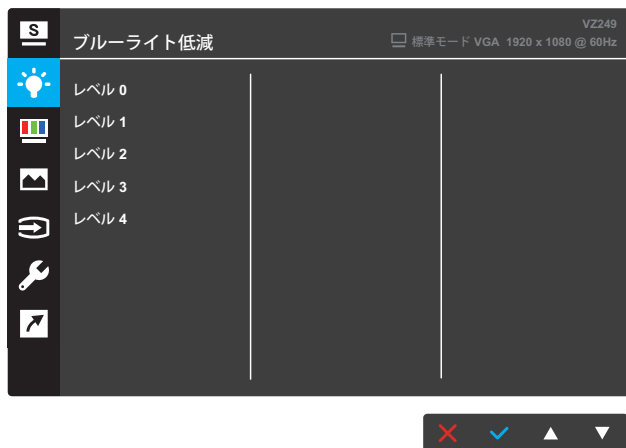 S
VZ249
ブルーライト低減
標準モード VGA 1920 x 1080 @ 60Hz
レベル 0
レベル 1
レベル 2
レベル 3
レベル 4